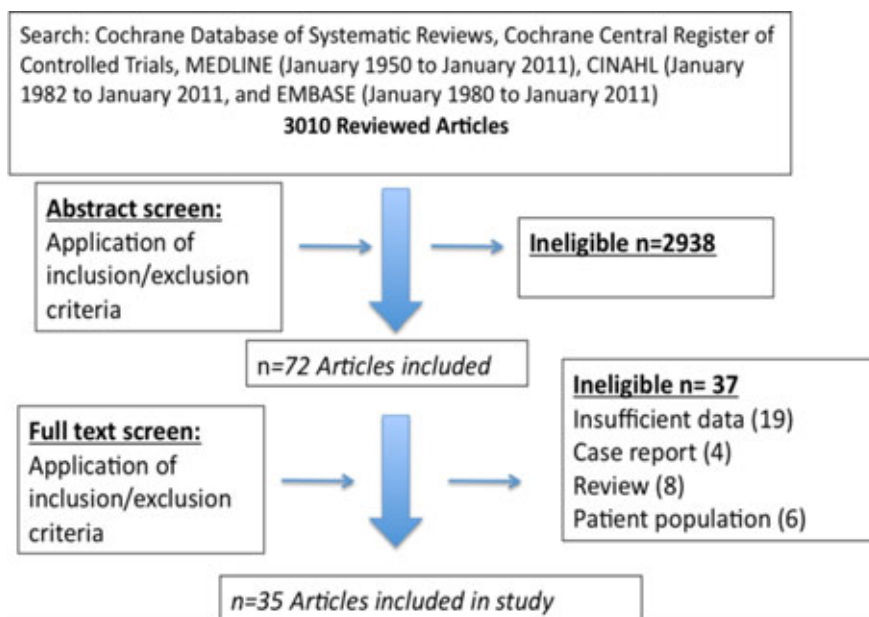 Search: Cochrane Database of Systematic Reviews, Cochrane Central Register of
Controlled Trials, MEDLINE (January 1950 to January 2011), CINAHL (January
1982 to January 2011, and EMBASE (January 1980 to January 2011)
3010 Reviewed Articles
Abstract screen:
Application of
inclusion/exclusion
criteria
Ineligible n=2938
n=72 Articles included
Full text screen:
Application of
inclusion/exclusion
criteria
Ineligible n= 37
Insufficient data (19)
Case report (4)
Review (8)
Patient population (6)
n=35 Articles included in study